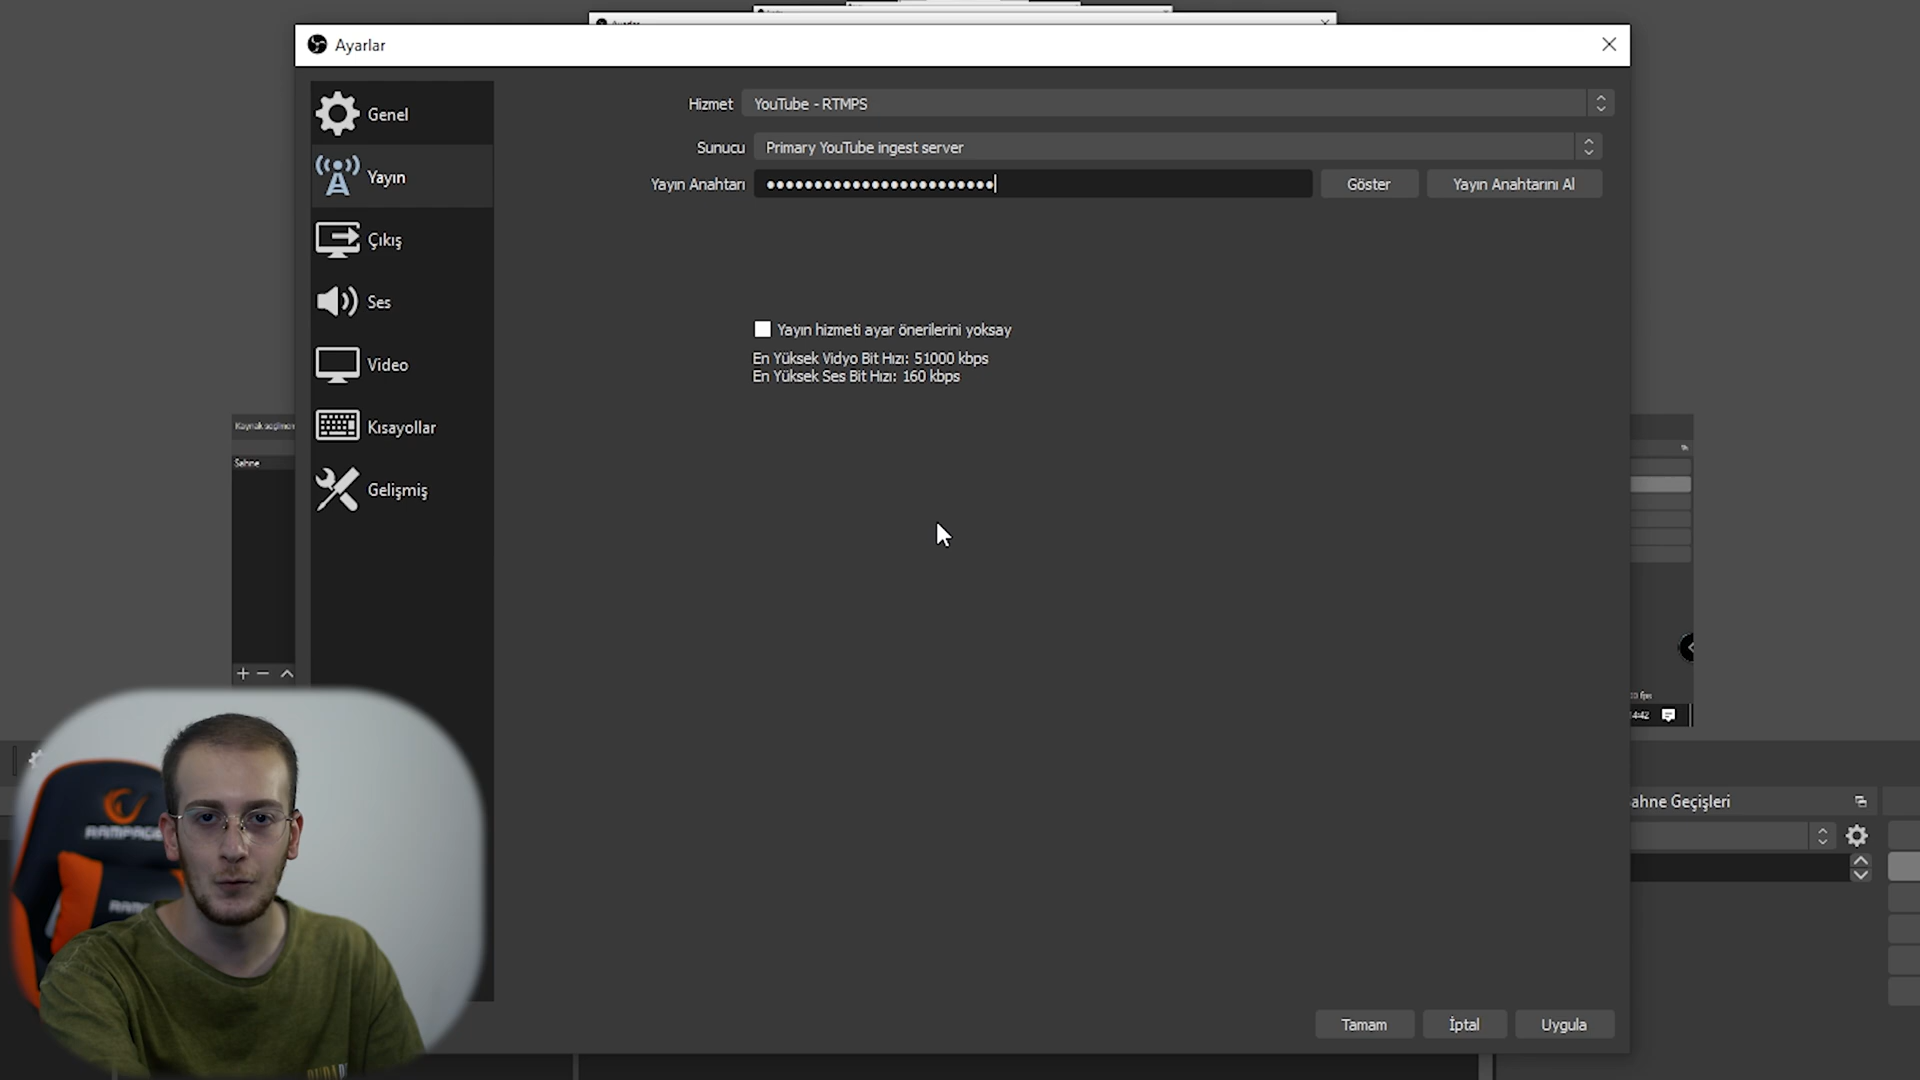 Ayarlar
Genel
Yayın
Çıkış
Ses
Video
Kısayollar
Gelişmiş
Hizmet YouTube - RTMPS
Sunucu Primary YouTube ingest server
Yayın Anahtarı ●●●●●●●●●●●●●●●●●●●●●●●● Göster Yayın Anahtarını Al
Yayın hizmeti ayar önerilerini yoksay
En Yüksek Vidyo Bit Hızı: 51000 kbps
En Yüksek Ses Bit Hızı: 160 kbps
Sahne
RAMPAGE
ahne Geçişleri
Tamam İptal Uygula